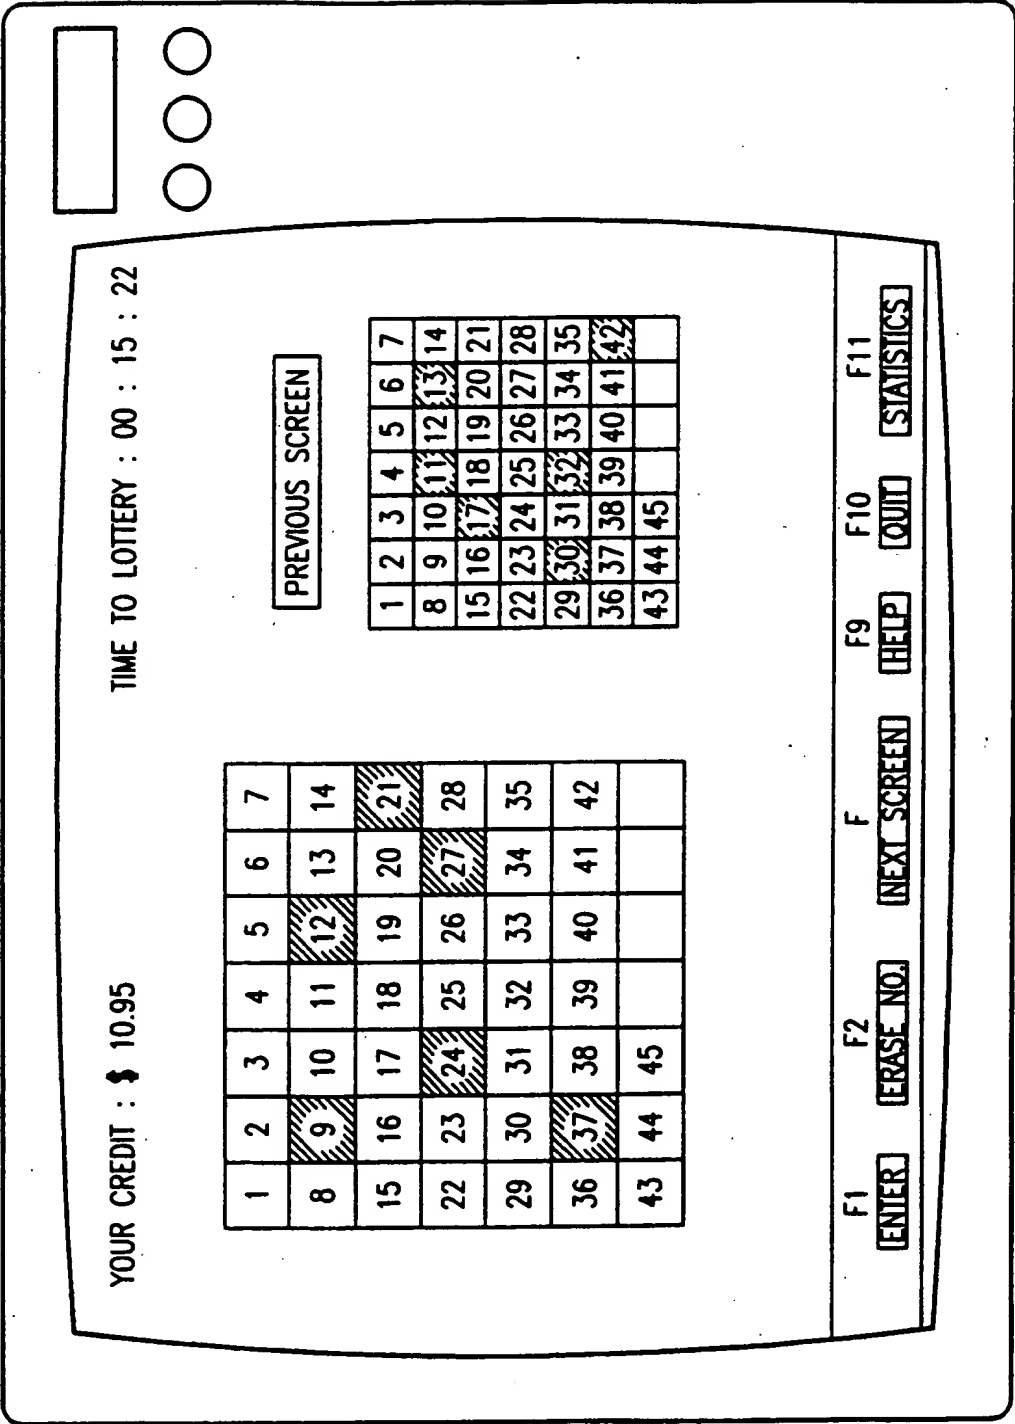 YOUR CREDIT : $ 10.95 TIME TO LOTTERY : 00 : 15 : 22
1 2 3 4 5 6 7
8 9 10 11 12 13 14
15 16 17 18 19 20 21
22 23 24 25 26 27 28
29 30 31 32 33 34 35
36 37 38 39 40 41 42
43 44 45
PREVIOUS SCREEN
1 2 3 4 5 6 7
8 9 10 11 12 13 14
15 16 17 18 19 20 21
22 23 24 25 26 27 28
29 30 31 32 33 34 35
36 37 38 39 40 41 42
43 44 45
F1 F2 F F9 F10 F11
ENTER ERASE NO. NEXT SCREEN HELP QUIT STATISTICS